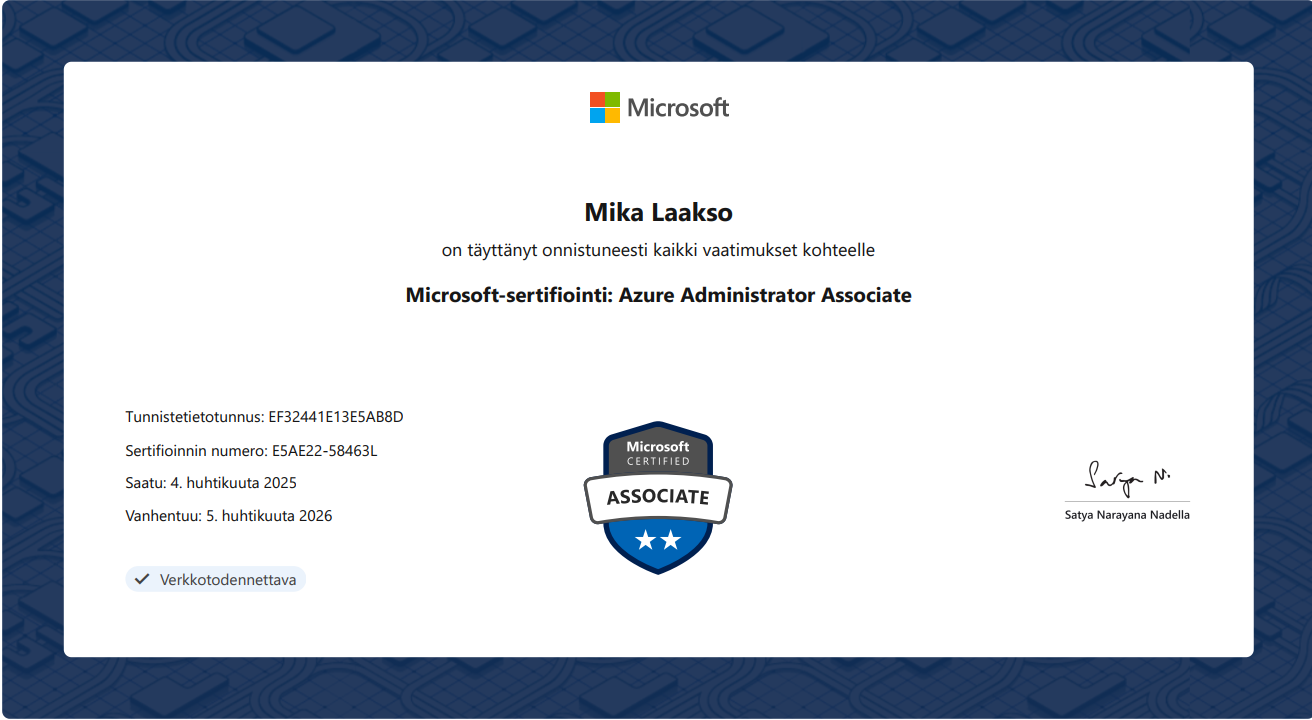 Microsoft
Mika Laakso
on täyttänyt onnistuneesti kaikki vaatimukset kohteelle
Microsoft-sertifiointi: Azure Administrator Associate
Tunnistetietotunnus: EF32441E13E5AB8D
Sertifioinnin numero: E5AE22-58463L
Saatu: 4. huhtikuuta 2025
Vanhentuu: 5. huhtikuuta 2026
Verkkotodennettava
Microsoft
CERTIFIED
ASSOCIATE
Satya N.
Satya Narayana Nadella